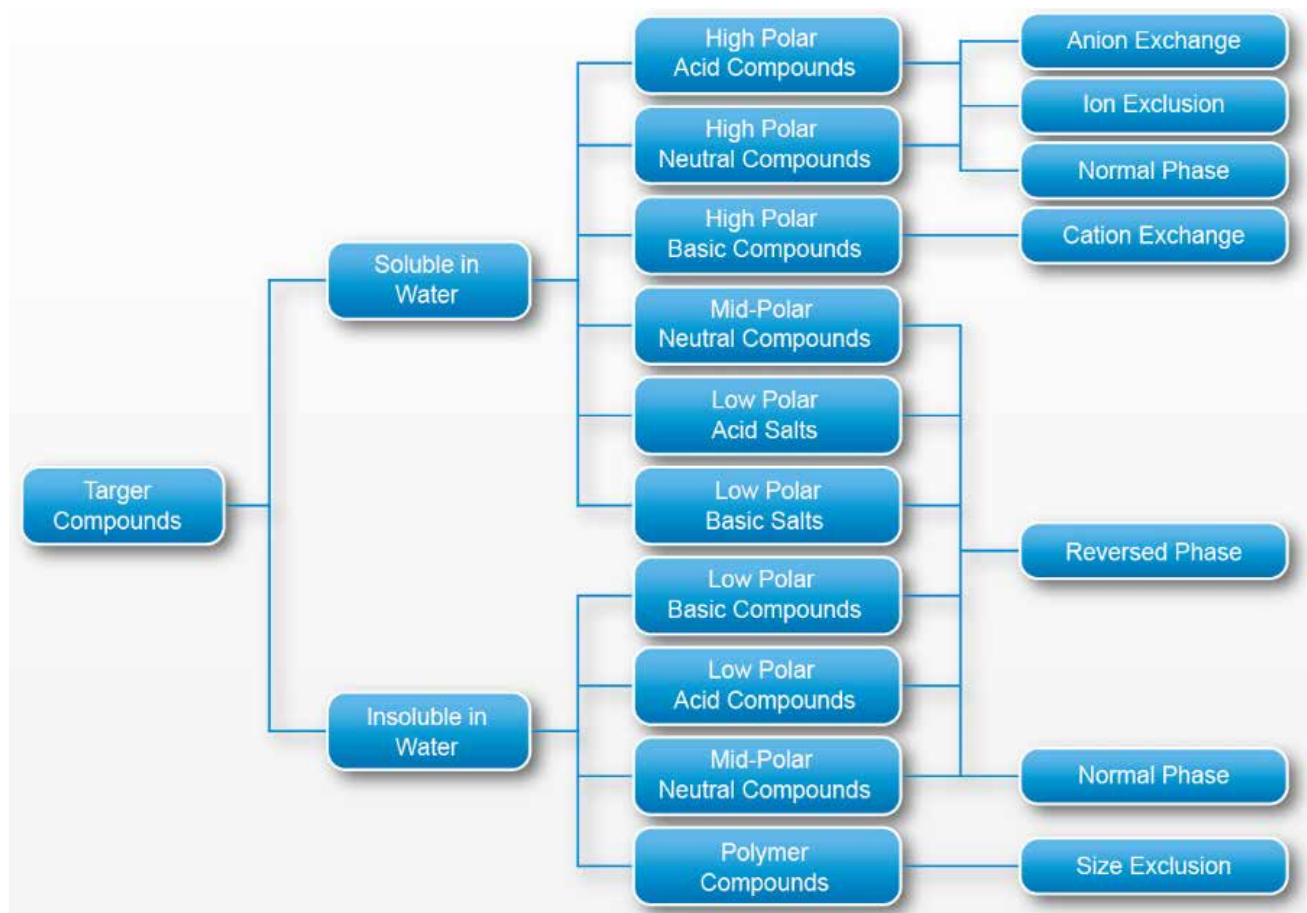 Targer
Compounds
Soluble in
Water
Insoluble in
Water
High Polar
Acid Compounds
High Polar
Neutral Compounds
High Polar
Basic Compounds
Mid-Polar
Neutral Compounds
Low Polar
Acid Salts
Low Polar
Basic Salts
Low Polar
Basic Compounds
Low Polar
Acid Compounds
Mid-Polar
Neutral Compounds
Polymer
Compounds
Anion Exchange
Ion Exclusion
Normal Phase
Cation Exchange
Reversed Phase
Normal Phase
Size Exclusion